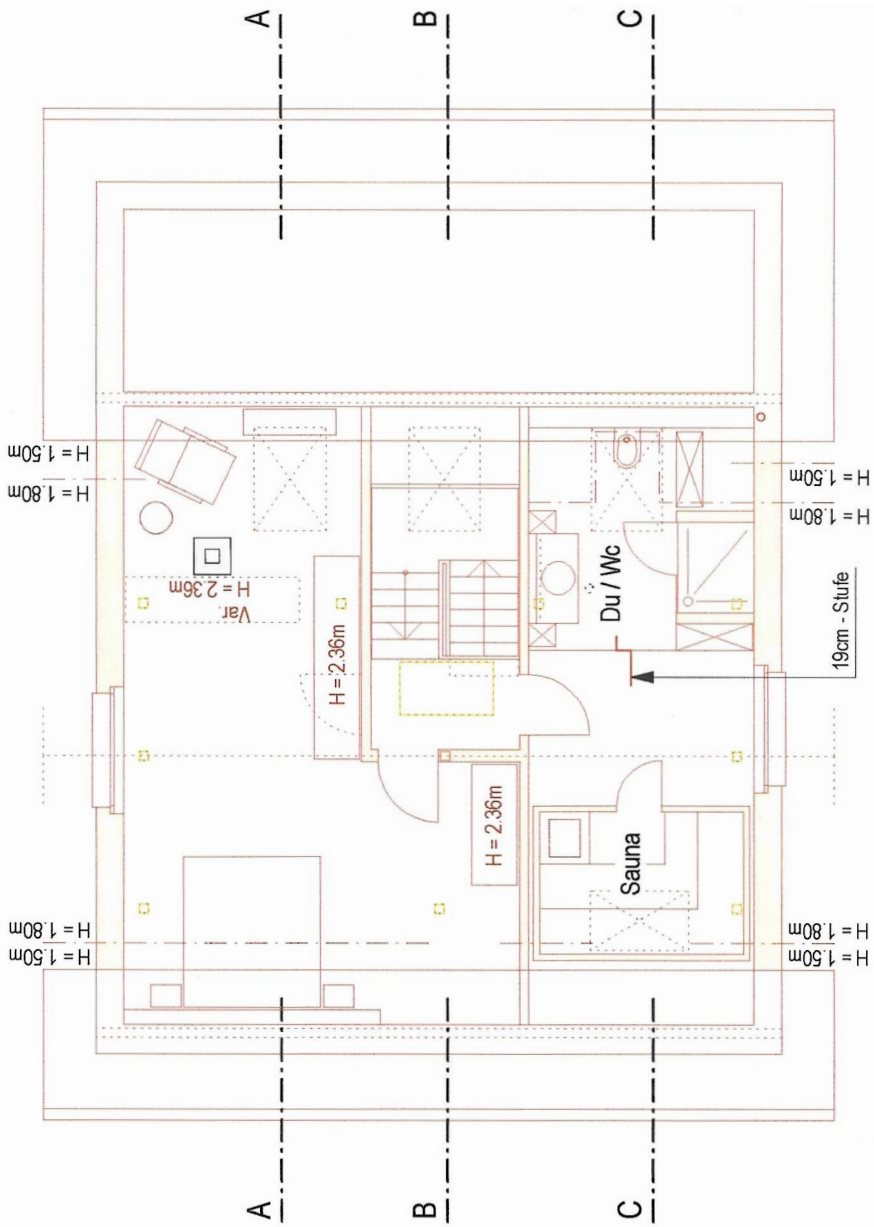 A
B
C
H = 1.50m
H = 1.80m
H = 1.50m
H = 1.80m
Var.
H = 2.36m
H = 2.36m
Du / Wc
19cm - Stufe
H = 2.36m
Sauna
H = 1.80m
H = 1.50m
H = 1.80m
H = 1.50m
A
B
C